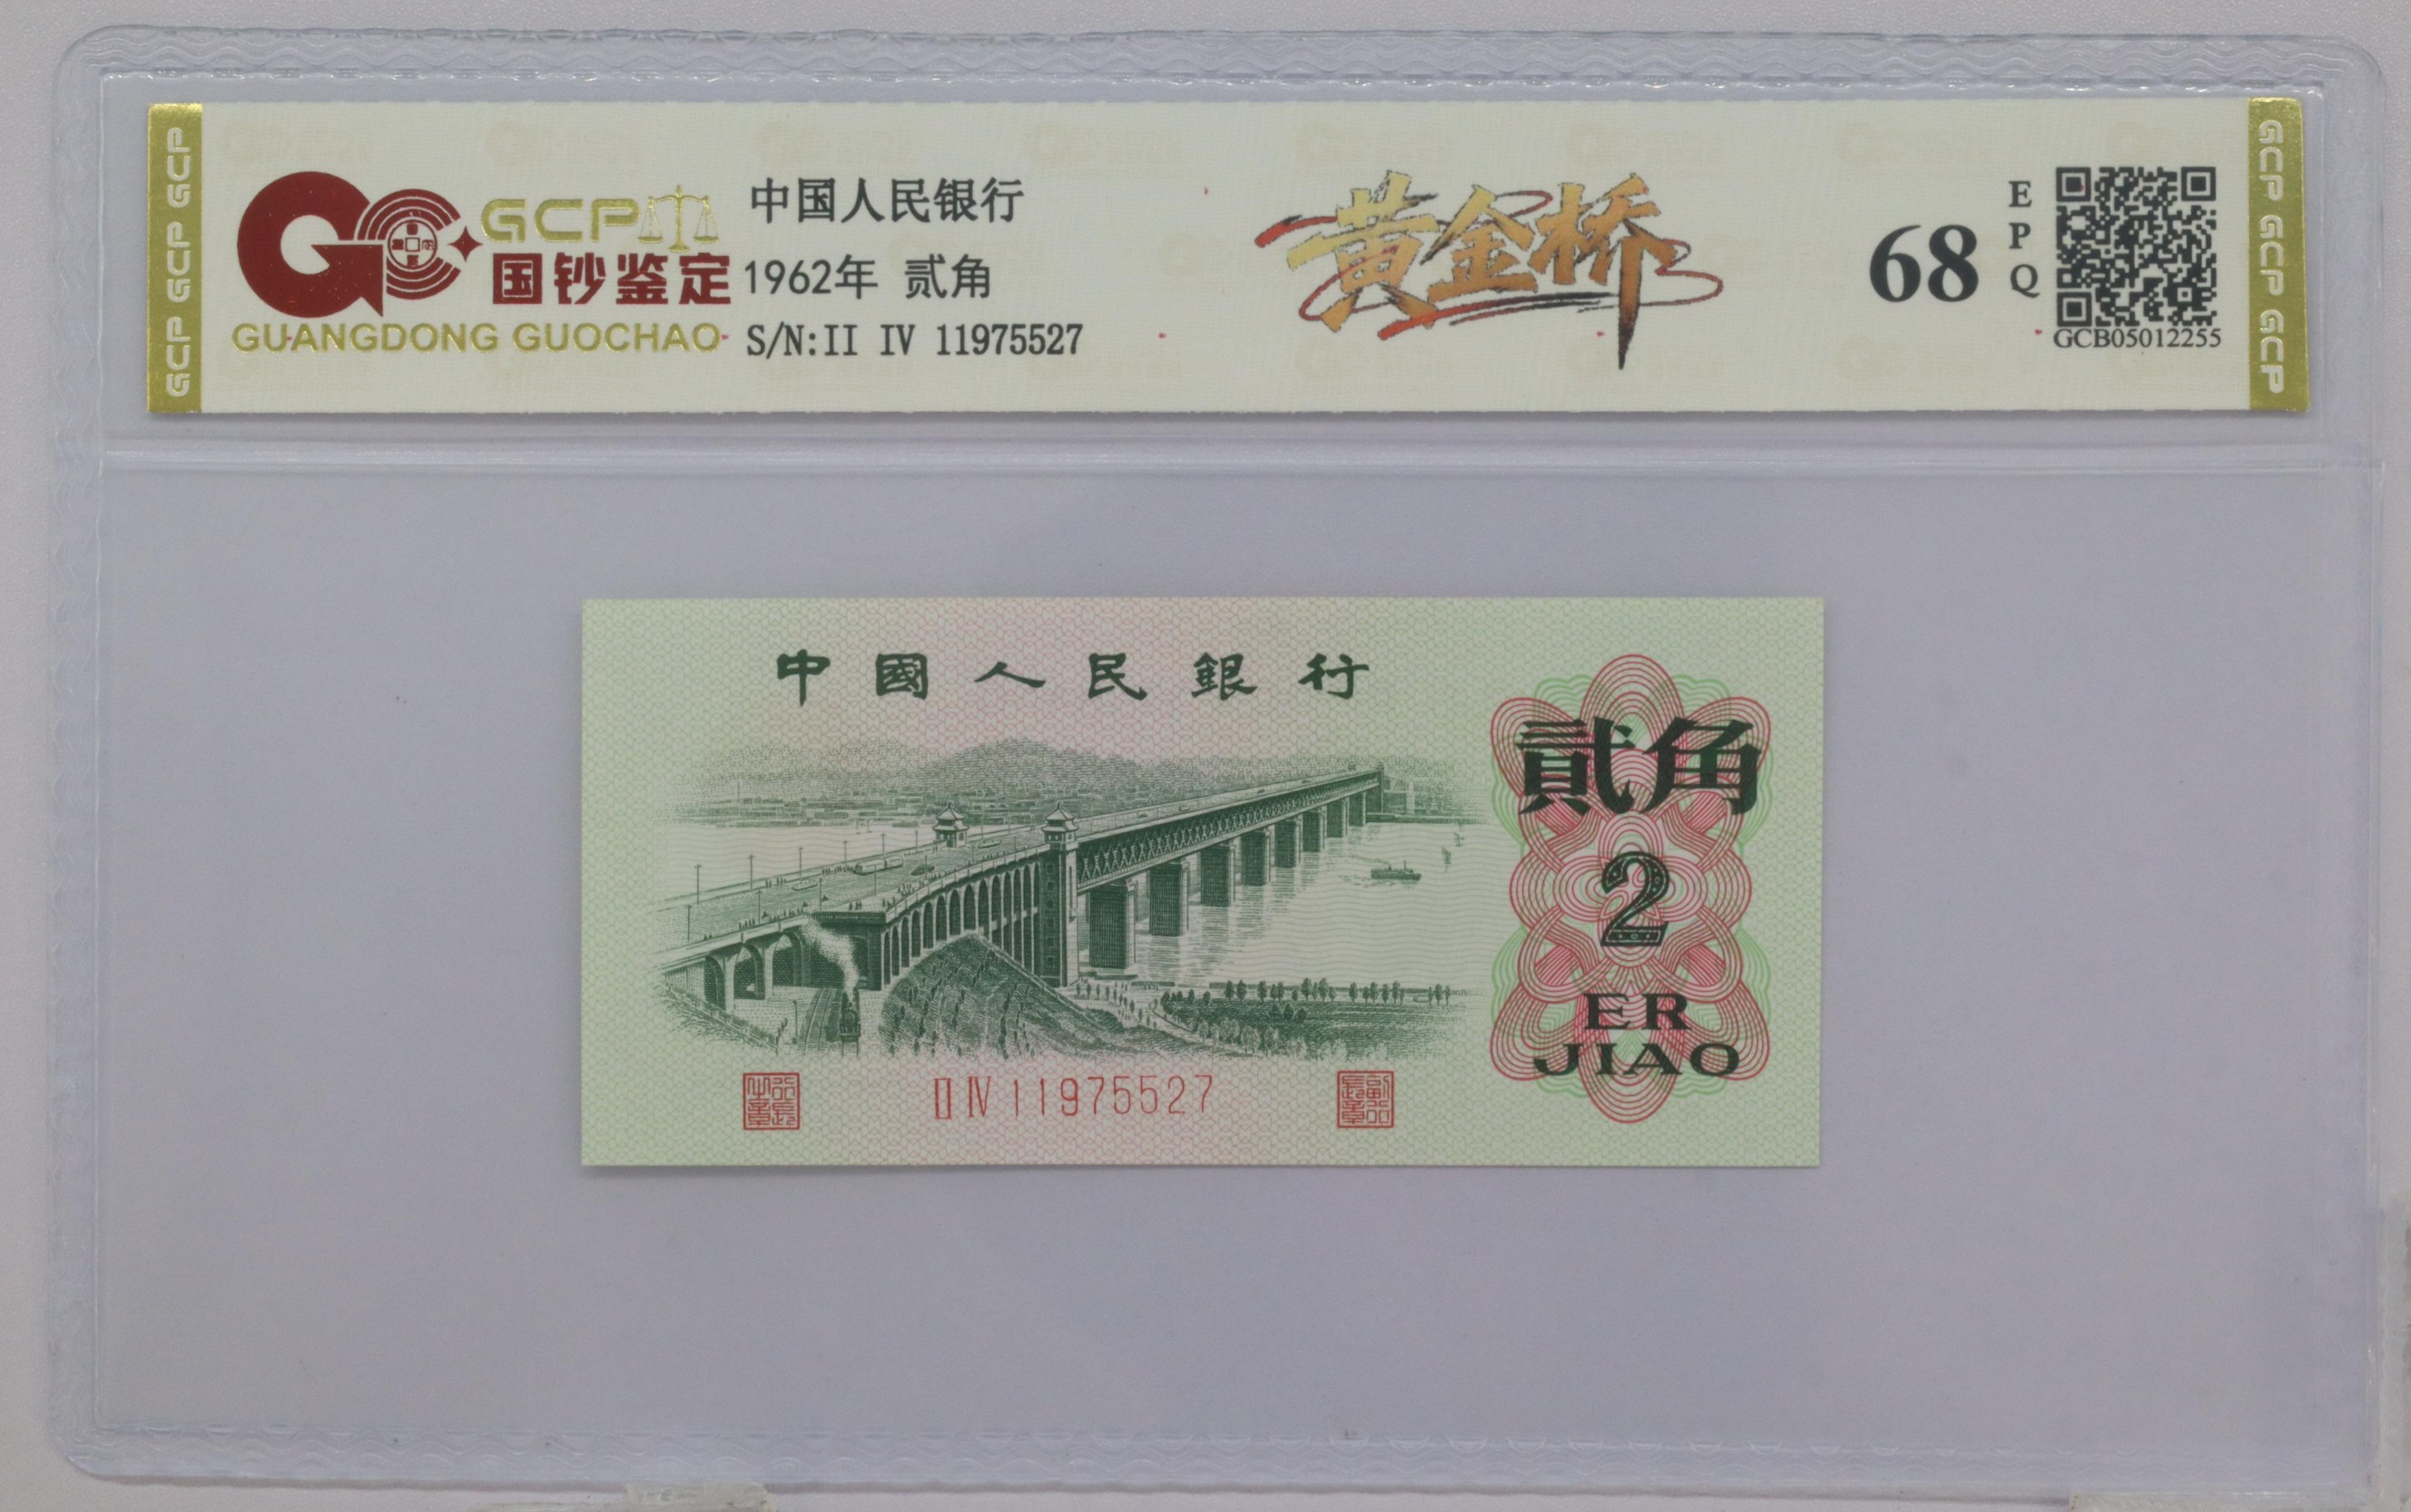 GCP GCP GCP
GCP
国钞鉴定
GUANGDONG GUOCHAO
中国人民银行
1962年 贰角
S/N:II IV 11975527
黄金桥
68
EPQ
GCB05012255
GCP GCP GCP
中國人民銀行
貳角
2
ER
JIAO
II IV 11975527